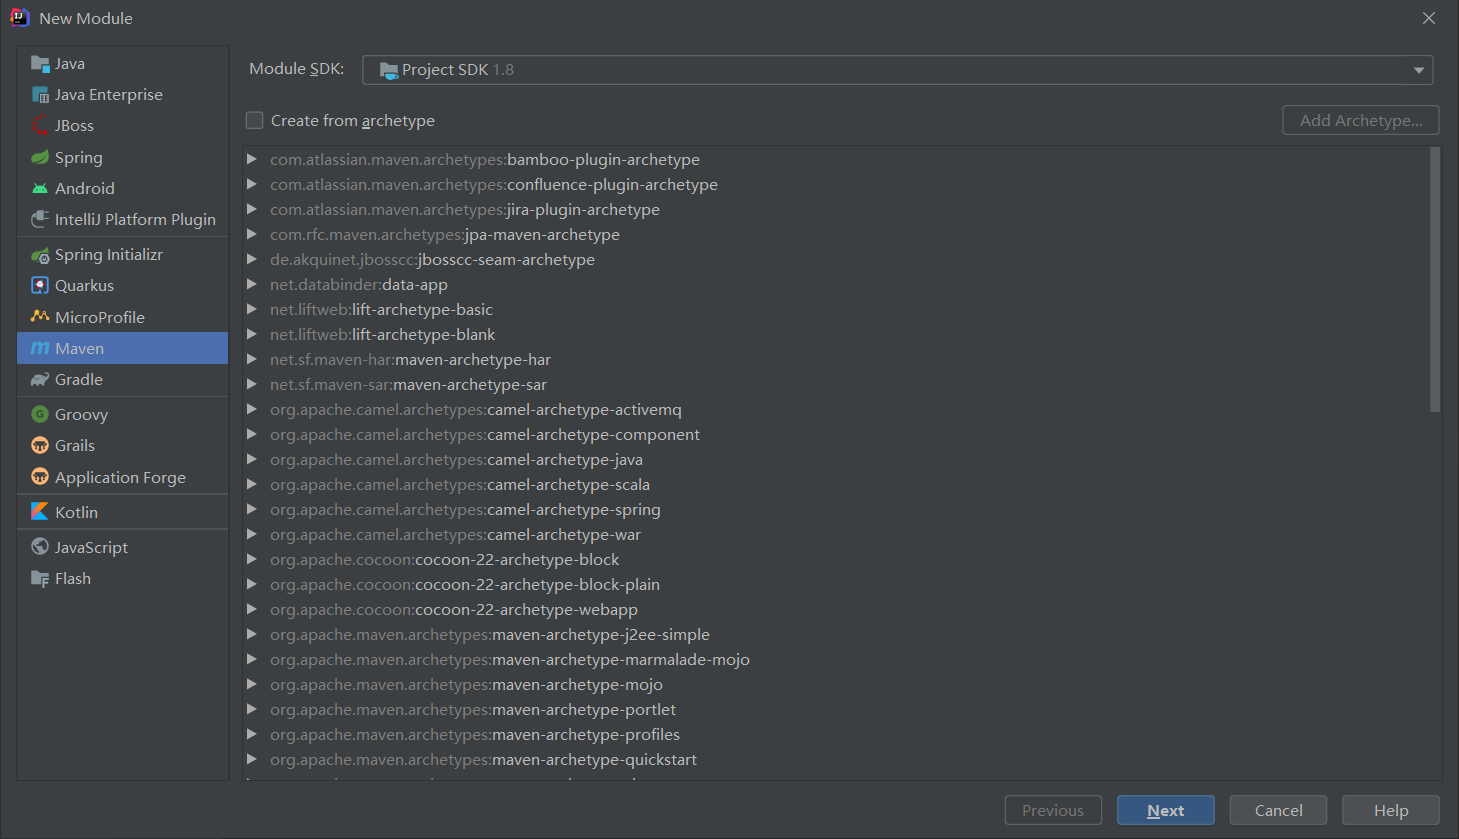 New Module
Java
Java Enterprise
JBoss
Spring
Android
IntelliJ Platform Plugin
Spring Initializr
Quarkus
MicroProfile
Maven
Gradle
Groovy
Grails
Application Forge
Kotlin
JavaScript
Flash
Module SDK: Project SDK 1.8
Create from archetype Add Archetype...
com.atlassian.maven.archetypes:bamboo-plugin-archetype
com.atlassian.maven.archetypes:confluence-plugin-archetype
com.atlassian.maven.archetypes:jira-plugin-archetype
com.rfc.maven.archetypes:jpa-maven-archetype
de.akquinet.jbosscc:jbosscc-seam-archetype
net.databinder:data-app
net.liftweb:lift-archetype-basic
net.liftweb:lift-archetype-blank
net.sf.maven-har:maven-archetype-har
net.sf.maven-sar:maven-archetype-sar
org.apache.camel.archetypes:camel-archetype-activemq
org.apache.camel.archetypes:camel-archetype-component
org.apache.camel.archetypes:camel-archetype-java
org.apache.camel.archetypes:camel-archetype-scala
org.apache.camel.archetypes:camel-archetype-spring
org.apache.camel.archetypes:camel-archetype-war
org.apache.cocoon:cocoon-22-archetype-block
org.apache.cocoon:cocoon-22-archetype-block-plain
org.apache.cocoon:cocoon-22-archetype-webapp
org.apache.maven.archetypes:maven-archetype-j2ee-simple
org.apache.maven.archetypes:maven-archetype-marmalade-mojo
org.apache.maven.archetypes:maven-archetype-mojo
org.apache.maven.archetypes:maven-archetype-portlet
org.apache.maven.archetypes:maven-archetype-profiles
org.apache.maven.archetypes:maven-archetype-quickstart
Previous Next Cancel Help